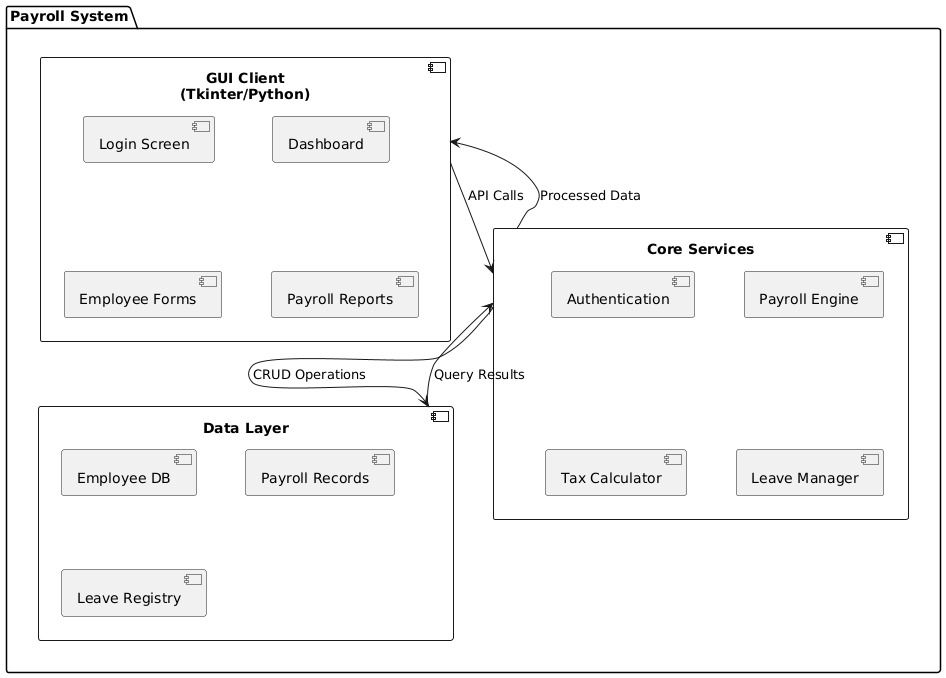 Payroll System
GUI Client
(Tkinter/Python)
Login Screen
Dashboard
Employee Forms
Payroll Reports
API Calls
Processed Data
Core Services
Authentication
Payroll Engine
Tax Calculator
Leave Manager
CRUD Operations
Query Results
Data Layer
Employee DB
Payroll Records
Leave Registry